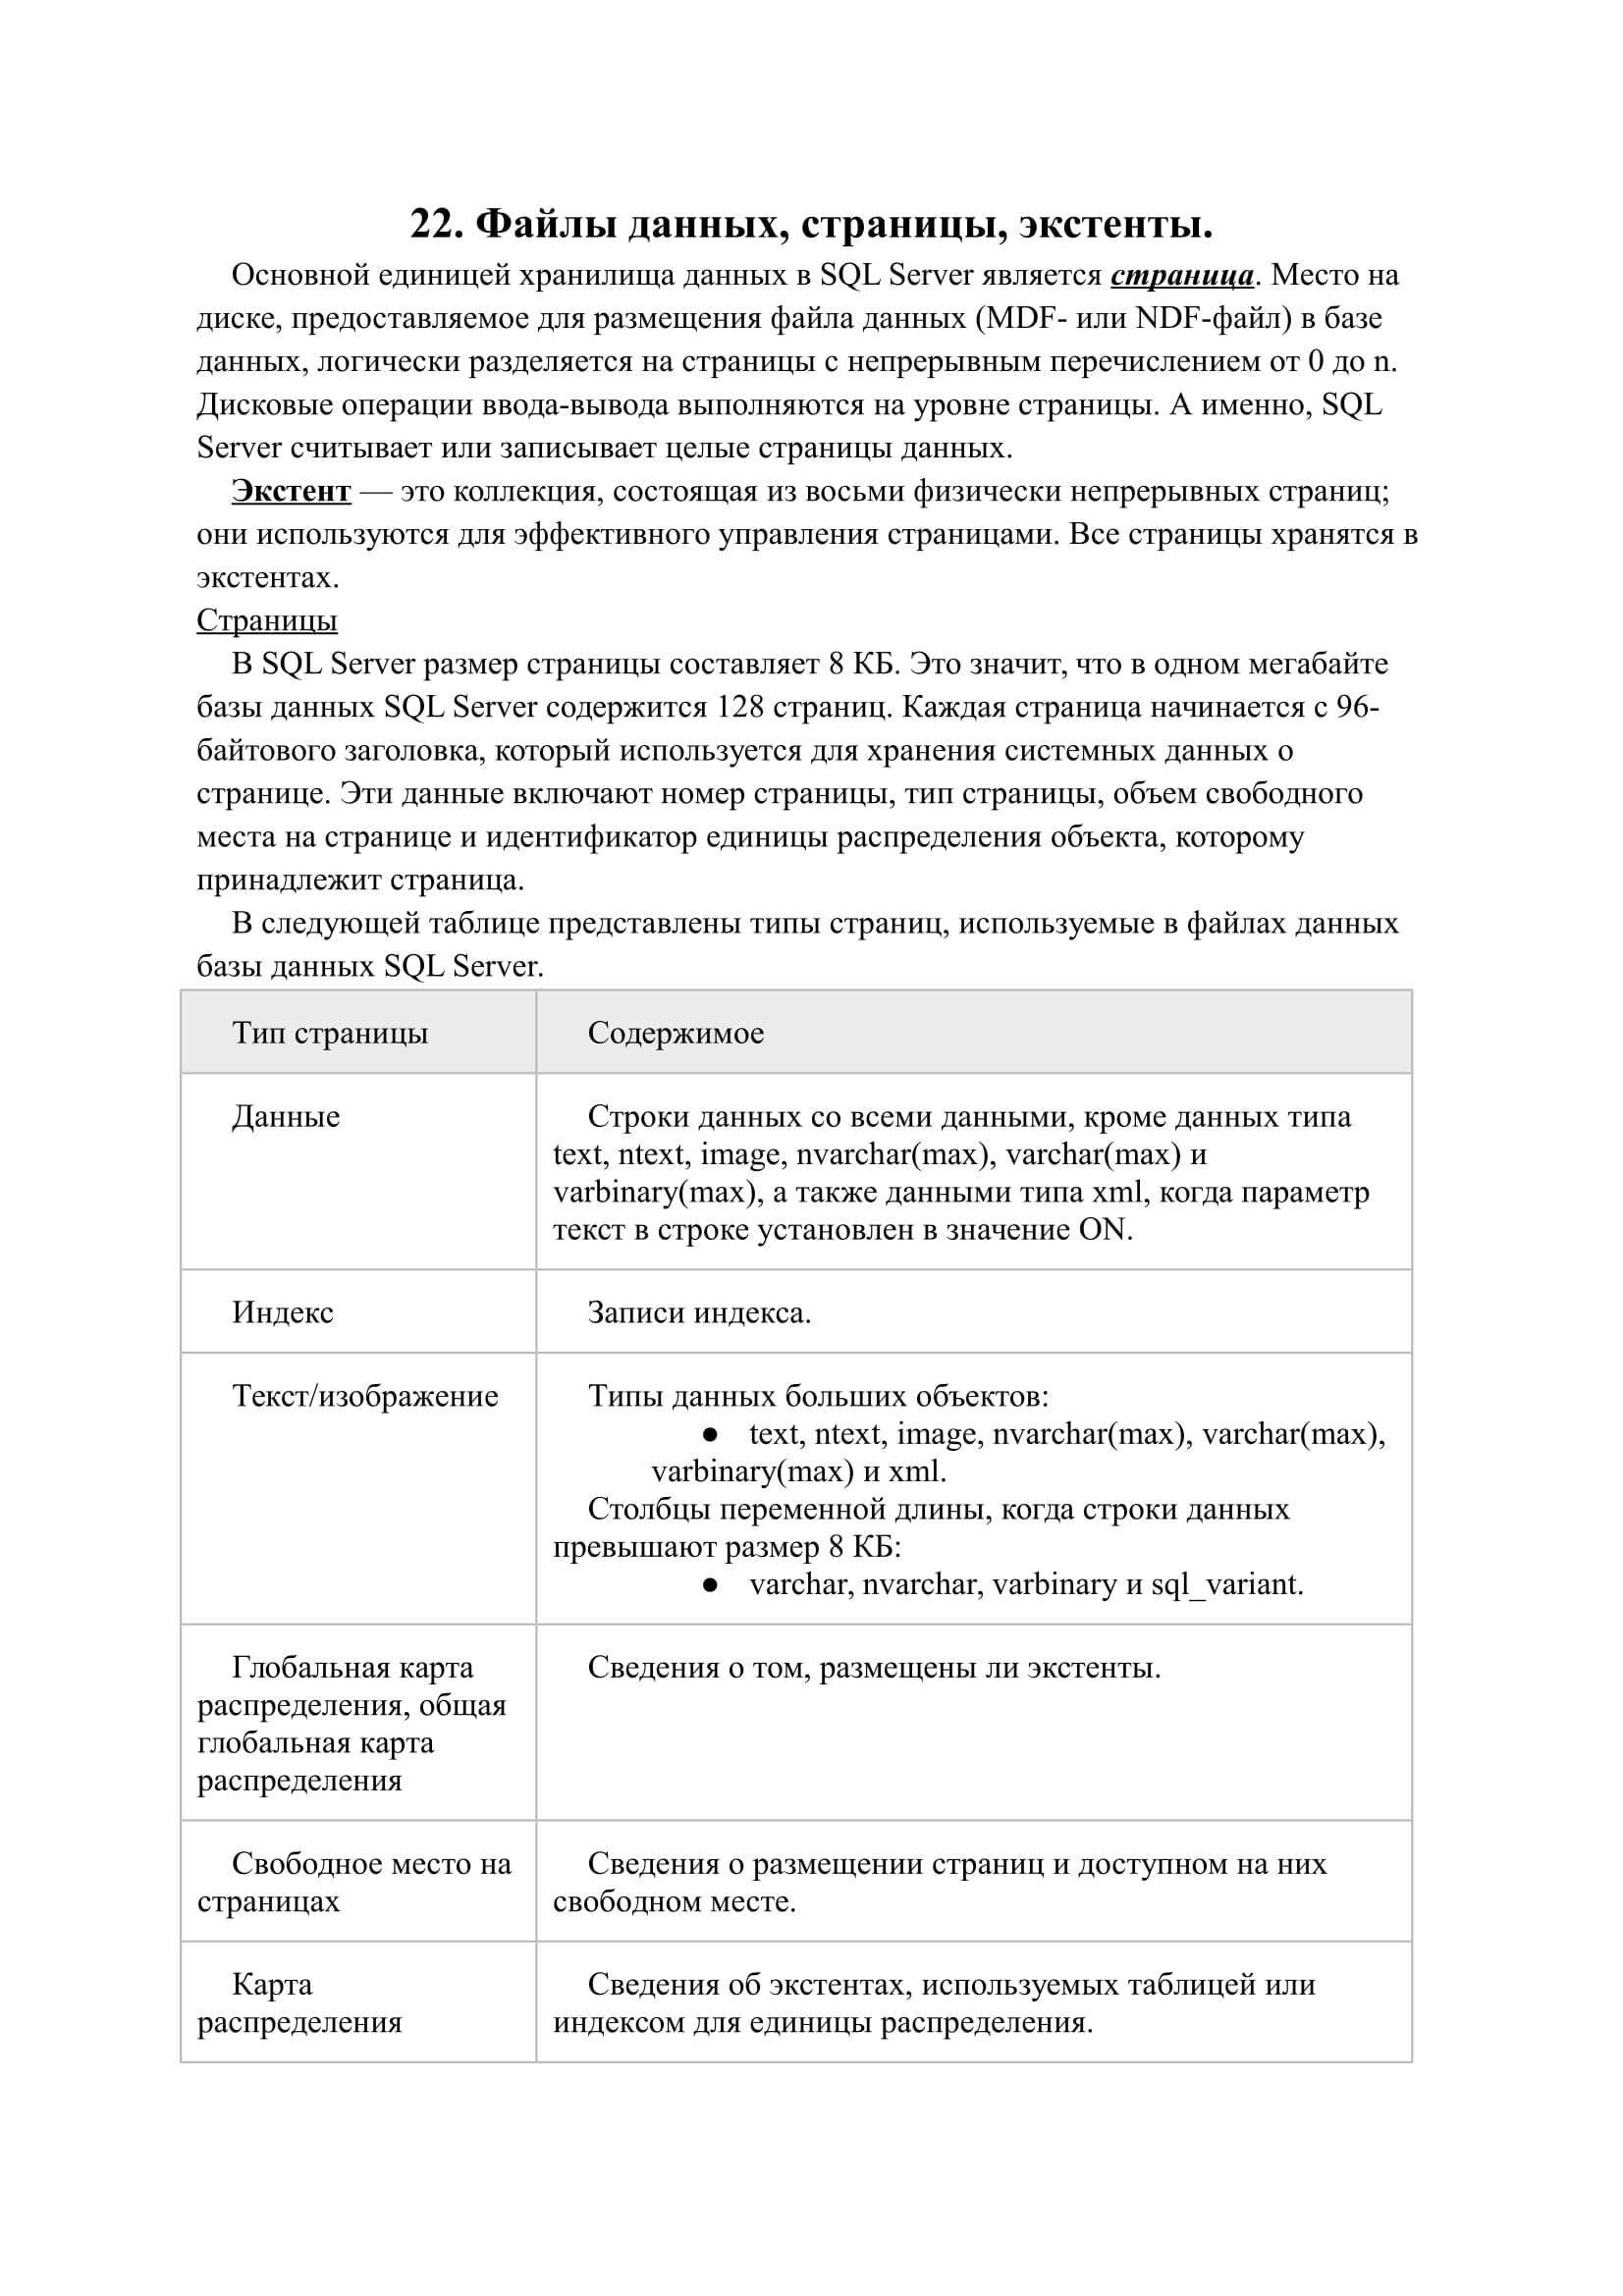 22. Файлы данных, страницы, экстенты.
Основной единицей хранилища данных в SQL Server является страница. Место на
диске, предоставляемое для размещения файла данных (MDF- или NDF-файл) в базе
данных, логически разделяется на страницы с непрерывным перечислением от 0 до n.
Дисковые операции ввода-вывода выполняются на уровне страницы. А именно, SQL
Server считывает или записывает целые страницы данных.
Экстент — это коллекция, состоящая из восьми физически непрерывных страниц;
они используются для эффективного управления страницами. Все страницы хранятся в
экстентах.
Страницы
В SQL Server размер страницы составляет 8 КБ. Это значит, что в одном мегабайте
базы данных SQL Server содержится 128 страниц. Каждая страница начинается с 96-
байтового заголовка, который используется для хранения системных данных о
странице. Эти данные включают номер страницы, тип страницы, объем свободного
места на странице и идентификатор единицы распределения объекта, которому
принадлежит страница.
В следующей таблице представлены типы страниц, используемые в файлах данных
базы данных SQL Server.
Тип страницы
Содержимое
Данные
Строки данных со всеми данными, кроме данных типа
text, ntext, image, nvarchar(max), varchar(max) и
varbinary(max), а также данными типа xml, когда параметр
текст в строке установлен в значение ON.
Индекс
Записи индекса.
Текст/изображение
Типы данных больших объектов:
● text, ntext, image, nvarchar(max), varchar(max),
varbinary(max) и xml.
Столбцы переменной длины, когда строки данных
превышают размер 8 КБ:
● varchar, nvarchar, varbinary и sql_variant.
Глобальная карта
распределения, общая
глобальная карта
распределения
Сведения о том, размещены ли экстенты.
Свободное место на
страницах
Сведения о размещении страниц и доступном на них
свободном месте.
Карта
распределения
Сведения об экстентах, используемых таблицей или
индексом для единицы распределения.